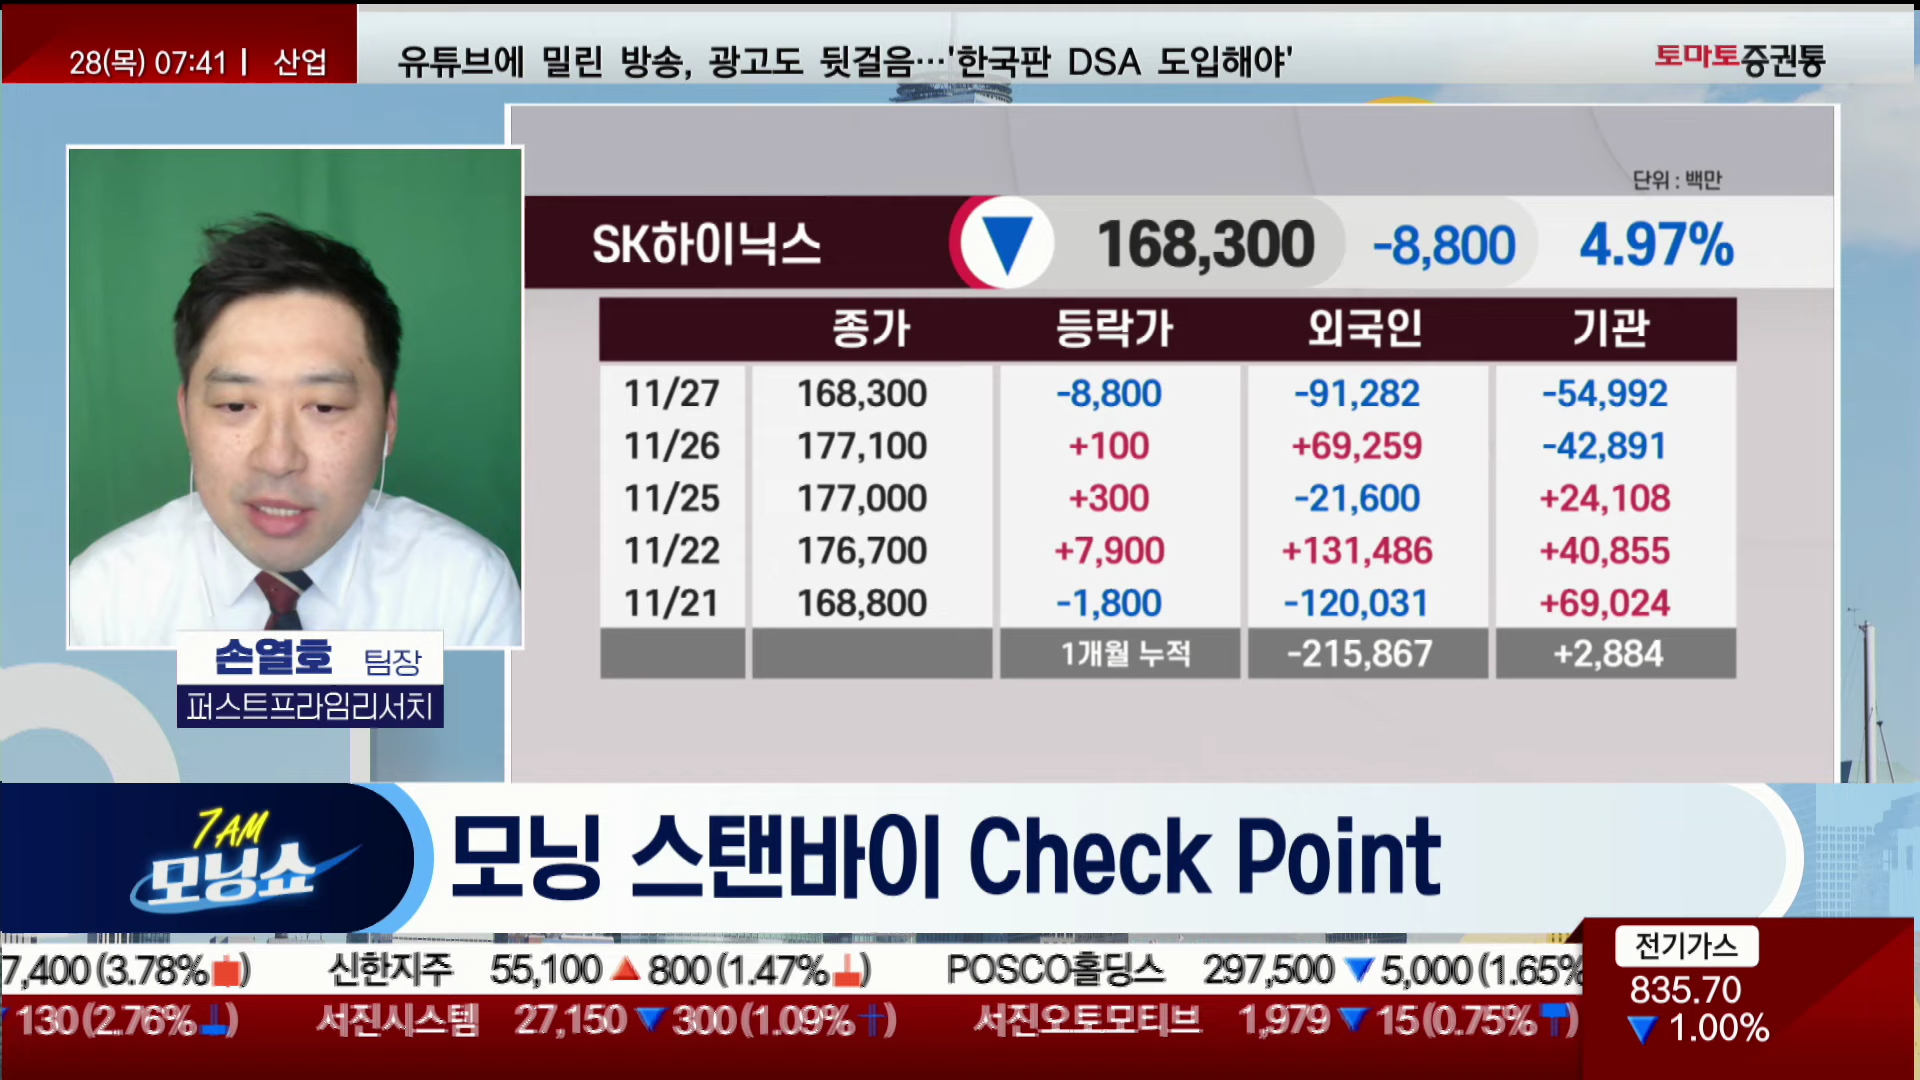 28(목) 07:41 | 산업 유튜브에 밀린 방송, 광고도 뒷걸음…'한국판 DSA 도입해야' 토마토증권통
단위 : 백만
SK하이닉스 ▼ 168,300 -8,800 4.97%
종가 등락가 외국인 기관
11/27 168,300 -8,800 -91,282 -54,992
11/26 177,100 +100 +69,259 -42,891
11/25 177,000 +300 -21,600 +24,108
11/22 176,700 +7,900 +131,486 +40,855
11/21 168,800 -1,800 -120,031 +69,024
1개월 누적 -215,867 +2,884
손열호 팀장
퍼스트프라임리서치
7AM
모닝쇼
모닝 스탠바이 Check Point
7,400(3.78%) 신한지주 55,100 ▲ 800(1.47%) POSCO홀딩스 297,500 ▼ 5,000(1.65%
130(2.76%) 서진시스템 27,150 ▼ 300(1.09%) 서진오토모티브 1,979 ▼ 15(0.75%)
전기가스
835.70
▼ 1.00%